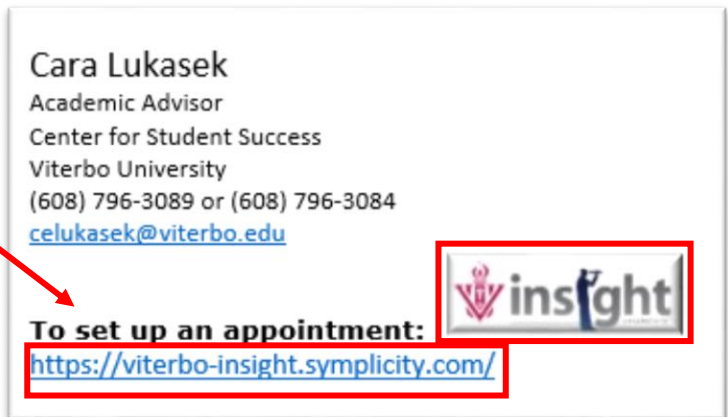 Cara Lukasek
Academic Advisor
Center for Student Success
Viterbo University
(608) 796-3089 or (608) 796-3084
celukasek@viterbo.edu
insight
To set up an appointment:
https://viterbo-insight.symplicity.com/